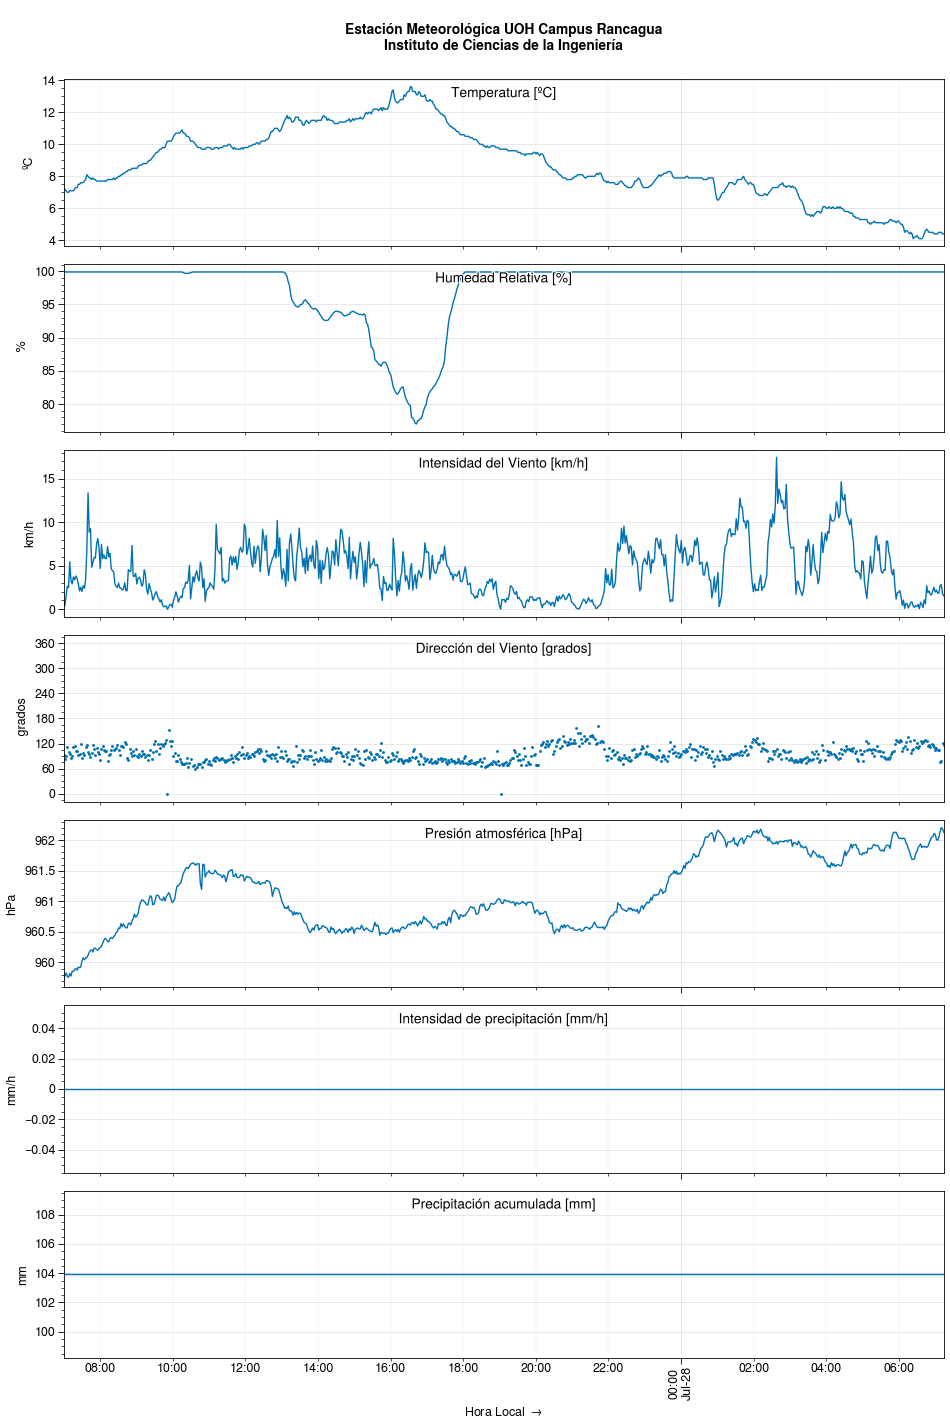 Estación Meteorológica UOH Campus Rancagua
Instituto de Ciencias de la Ingeniería
Temperatura [ºC]
14
12
10
8
6
4
ºC
Humedad Relativa [%]
100
95
90
85
80
%
Intensidad del Viento [km/h]
15
10
5
0
km/h
Dirección del Viento [grados]
360
300
240
180
120
60
0
grados
Presión atmosférica [hPa]
962
961.5
961
960.5
960
hPa
Intensidad de precipitación [mm/h]
0.04
0.02
0
−0.02
−0.04
mm/h
Precipitación acumulada [mm]
108
106
104
102
100
mm
08:00 10:00 12:00 14:00 16:00 18:00 20:00 22:00 00:00 02:00 04:00 06:00
Jul-28
Hora Local →